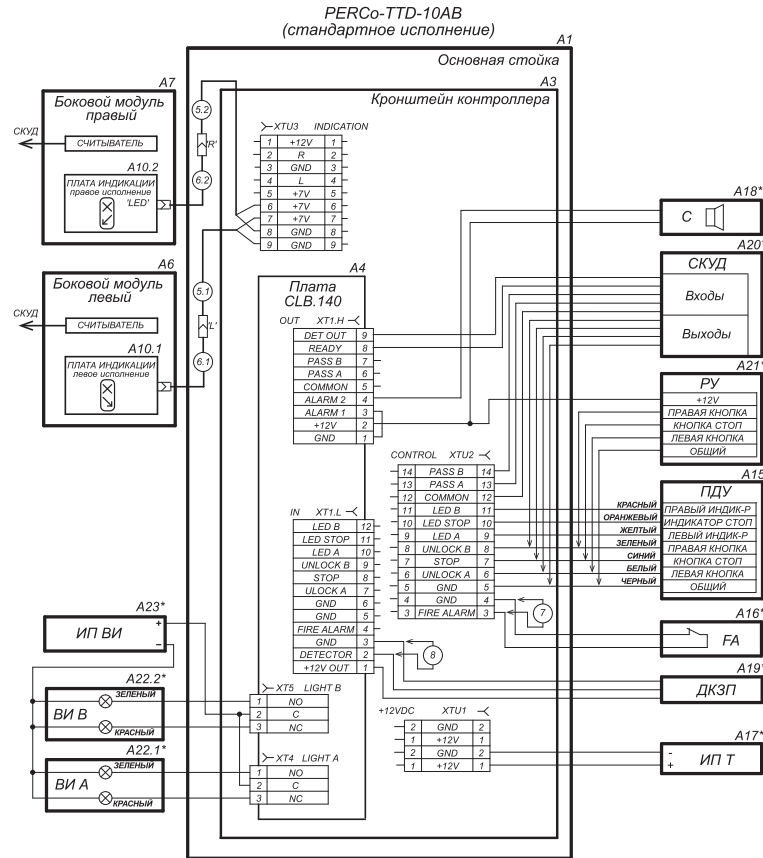 PERCo-TTD-10AB
(стандартное исполнение)
A1
Основная стойка
A3
Кронштейн контроллера
A7
Боковой модуль
правый
СКУД
СЧИТЫВАТЕЛЬ
A10.2
ПЛАТА ИНДИКАЦИИ
правое исполнение
'LED'
5.2
'R'
6.2
A6
Боковой модуль
левый
СКУД
СЧИТЫВАТЕЛЬ
A10.1
ПЛАТА ИНДИКАЦИИ
левое исполнение
5.1
'L'
6.1
XTU3 INDICATION
1 +12V 1
2 R 2
3 GND 3
4 L 4
5 +7V 5
6 +7V 6
7 +7V 7
8 GND 8
9 GND 9
A4
Плата
CLB.140
OUT XT1.H
DET OUT 9
READY 8
PASS B 7
PASS A 6
COMMON 5
ALARM 2 4
ALARM 1 3
+12V 2
GND 1
CONTROL XTU2
14 PASS B 14
13 PASS A 13
12 COMMON 12
11 LED B 11
10 LED STOP 10
9 LED A 9
8 UNLOCK B 8
7 STOP 7
6 UNLOCK A 6
5 GND 5
4 GND 4
3 FIRE ALARM 3
7
IN XT1.L
LED B 12
LED STOP 11
LED A 10
UNLOCK B 9
STOP 8
ULOCK A 7
GND 6
GND 5
FIRE ALARM 4
GND 3
DETECTOR 2
+12V OUT 1
8
XT5 LIGHT B
1 NO
2 C
3 NC
XT4 LIGHT A
1 NO
2 C
3 NC
+12VDC XTU1
2 GND 2
1 +12V 1
2 GND 2
1 +12V 1
A23*
ИП ВИ
+
–
A22.2*
ВИ В
ЗЕЛЕНЫЙ
КРАСНЫЙ
A22.1*
ВИ А
ЗЕЛЕНЫЙ
КРАСНЫЙ
A18*
С
A20*
СКУД
Входы
Выходы
A21*
РУ
+12V
ПРАВАЯ КНОПКА
КНОПКА СТОП
ЛЕВАЯ КНОПКА
ОБЩИЙ
A15
ПДУ
КРАСНЫЙ ПРАВЫЙ ИНДИК-Р
ОРАНЖЕВЫЙ ИНДИКАТОР СТОП
ЖЕЛТЫЙ ЛЕВЫЙ ИНДИК-Р
ЗЕЛЕНЫЙ ПРАВАЯ КНОПКА
СИНИЙ КНОПКА СТОП
БЕЛЫЙ ЛЕВАЯ КНОПКА
ЧЕРНЫЙ ОБЩИЙ
A16*
FA
A19*
ДКЗП
A17*
-
+
ИП Т